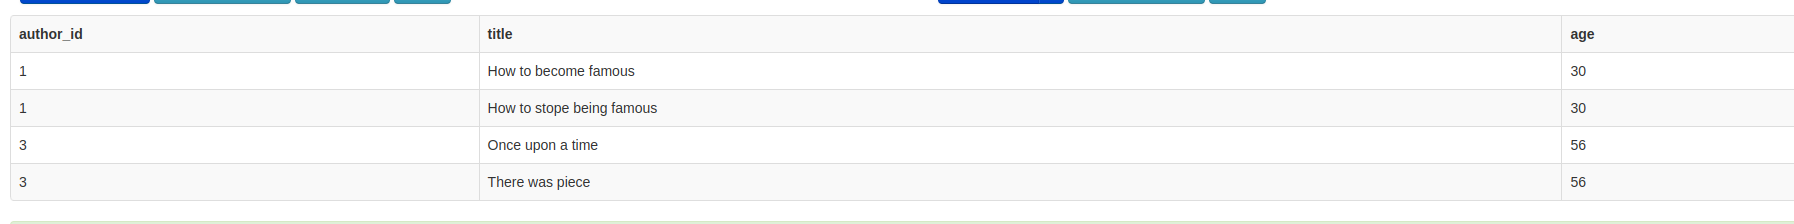 author_id title age
1 How to become famous 30
1 How to stope being famous 30
3 Once upon a time 56
3 There was piece 56